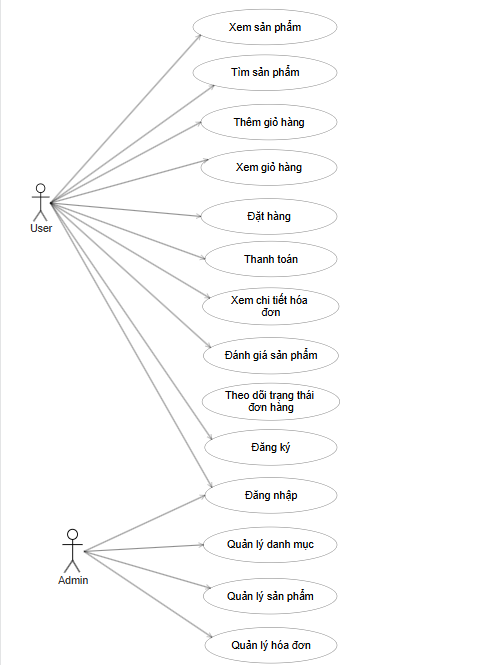 Xem sản phẩm
Tìm sản phẩm
Thêm giỏ hàng
Xem giỏ hàng
User
Đặt hàng
Thanh toán
Xem chi tiết hóa
đơn
Đánh giá sản phẩm
Theo dõi trạng thái
đơn hàng
Đăng ký
Đăng nhập
Admin
Quản lý danh mục
Quản lý sản phẩm
Quản lý hóa đơn